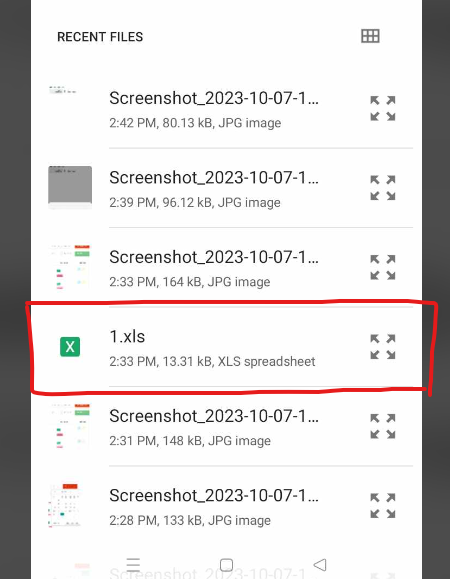 RECENT FILES
Screenshot_2023-10-07-1...
2:42 PM, 80.13 kB, JPG image
Screenshot_2023-10-07-1...
2:39 PM, 96.12 kB, JPG image
Screenshot_2023-10-07-1...
2:33 PM, 164 kB, JPG image
X
1.xls
2:33 PM, 13.31 kB, XLS spreadsheet
Screenshot_2023-10-07-1...
2:31 PM, 148 kB, JPG image
Screenshot_2023-10-07-1...
2:28 PM, 133 kB, JPG image